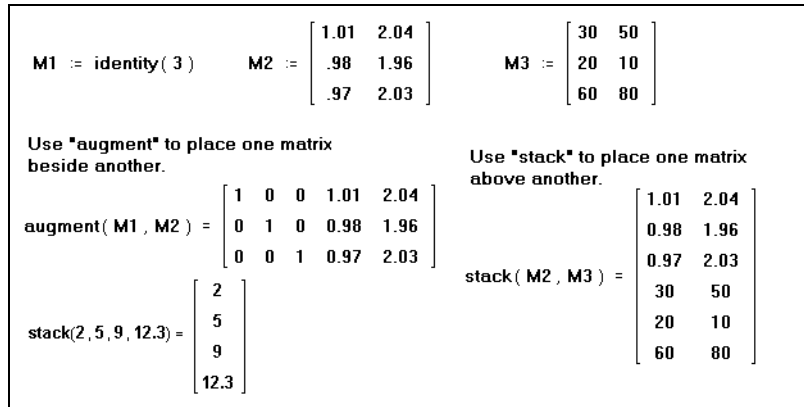 M1 := identity ( 3 )
M2 := [ 1.01 2.04
.98 1.96
.97 2.03 ]
M3 := [ 30 50
20 10
60 80 ]
Use "augment" to place one matrix
beside another.
augment( M1 , M2 ) = [ 1 0 0 1.01 2.04
0 1 0 0.98 1.96
0 0 1 0.97 2.03 ]
stack(2 , 5 , 9 , 12.3) = [ 2
5
9
12.3 ]
Use "stack" to place one matrix
above another.
stack ( M2 , M3 ) = [ 1.01 2.04
0.98 1.96
0.97 2.03
30 50
20 10
60 80 ]